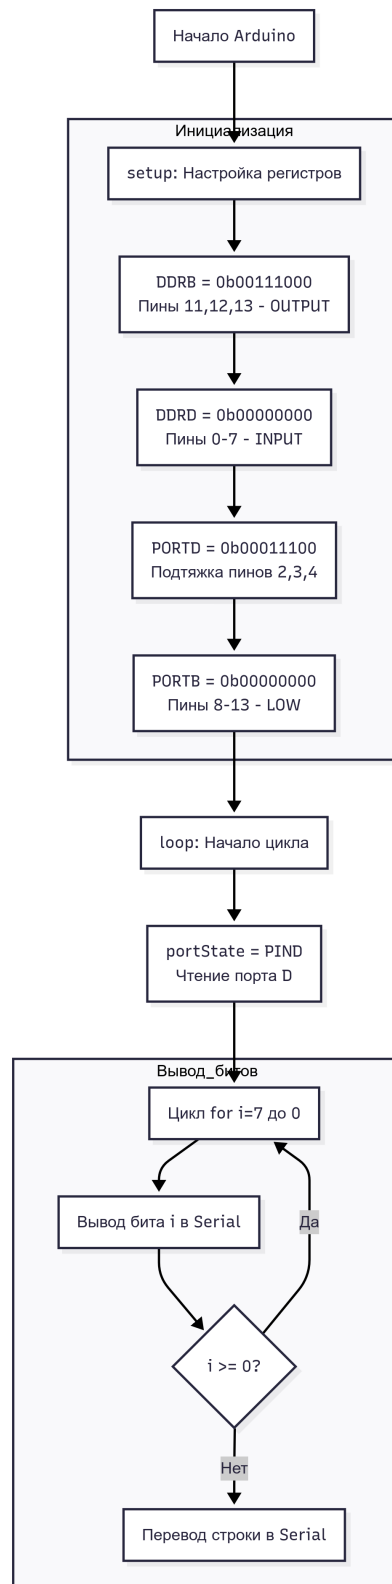 Начало Arduino
Инициализация
setup: Настройка регистров
DDRB = 0b00111000
Пины 11,12,13 - OUTPUT
DDRD = 0b00000000
Пины 0-7 - INPUT
PORTD = 0b00011100
Подтяжка пинов 2,3,4
PORTB = 0b00000000
Пины 8-13 - LOW
loop: Начало цикла
portState = PIND
Чтение порта D
Вывод_битов
Цикл for i=7 до 0
Вывод бита i в Serial
Да
i >= 0?
Нет
Перевод строки в Serial